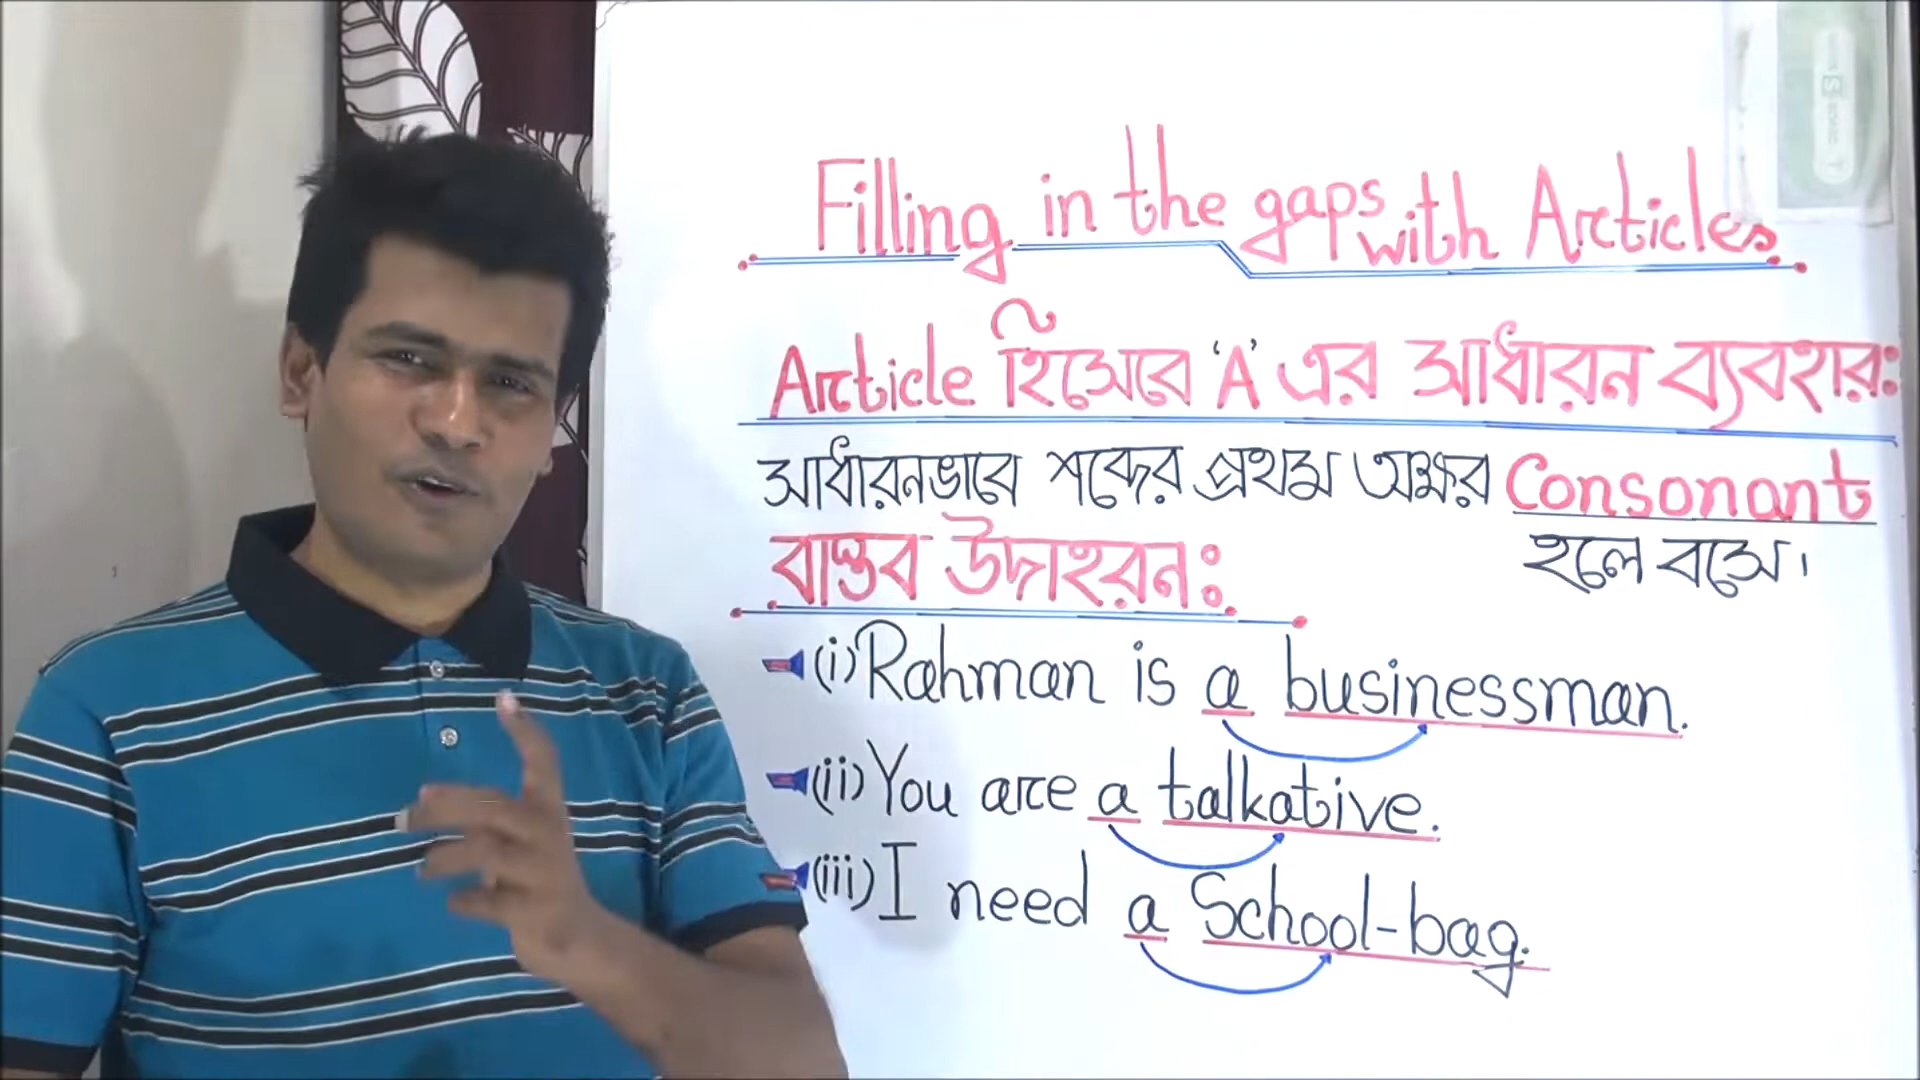 Filling in the gaps with Articles.
Article হিসেবে 'A' এর সাধারন ব্যবহার:
সাধারনভাবে শব্দের প্রথম অক্ষর Consonant
হলে বসে।
বাস্তব উদাহরন:
(i) Rahman is a businessman.
(ii) You are a talkative.
(iii) I need a School-bag.